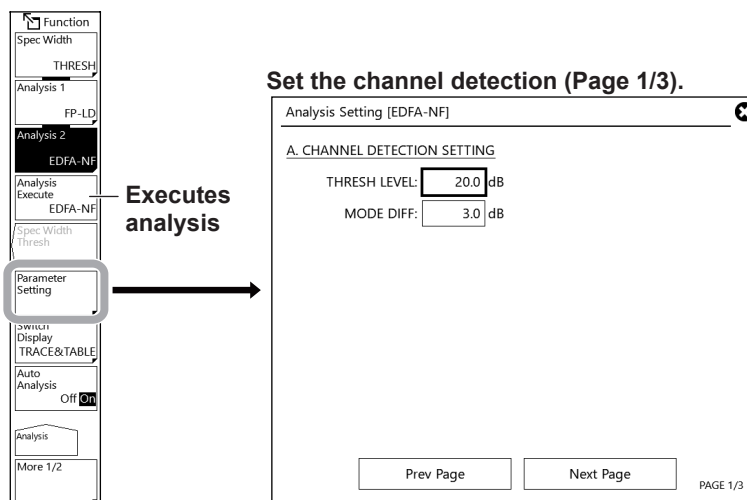 Function
Spec Width
THRESH
Analysis 1
FP-LD
Analysis 2
EDFA-NF
Analysis
Execute
EDFA-NF
Spec Width
Thresh
Parameter
Setting
Switch
Display
TRACE&TABLE
Auto
Analysis
Off On
Analysis
More 1/2
Executes
analysis
Set the channel detection (Page 1/3).
Analysis Setting [EDFA-NF]
A. CHANNEL DETECTION SETTING
THRESH LEVEL: 20.0 dB
MODE DIFF: 3.0 dB
Prev Page Next Page PAGE 1/3